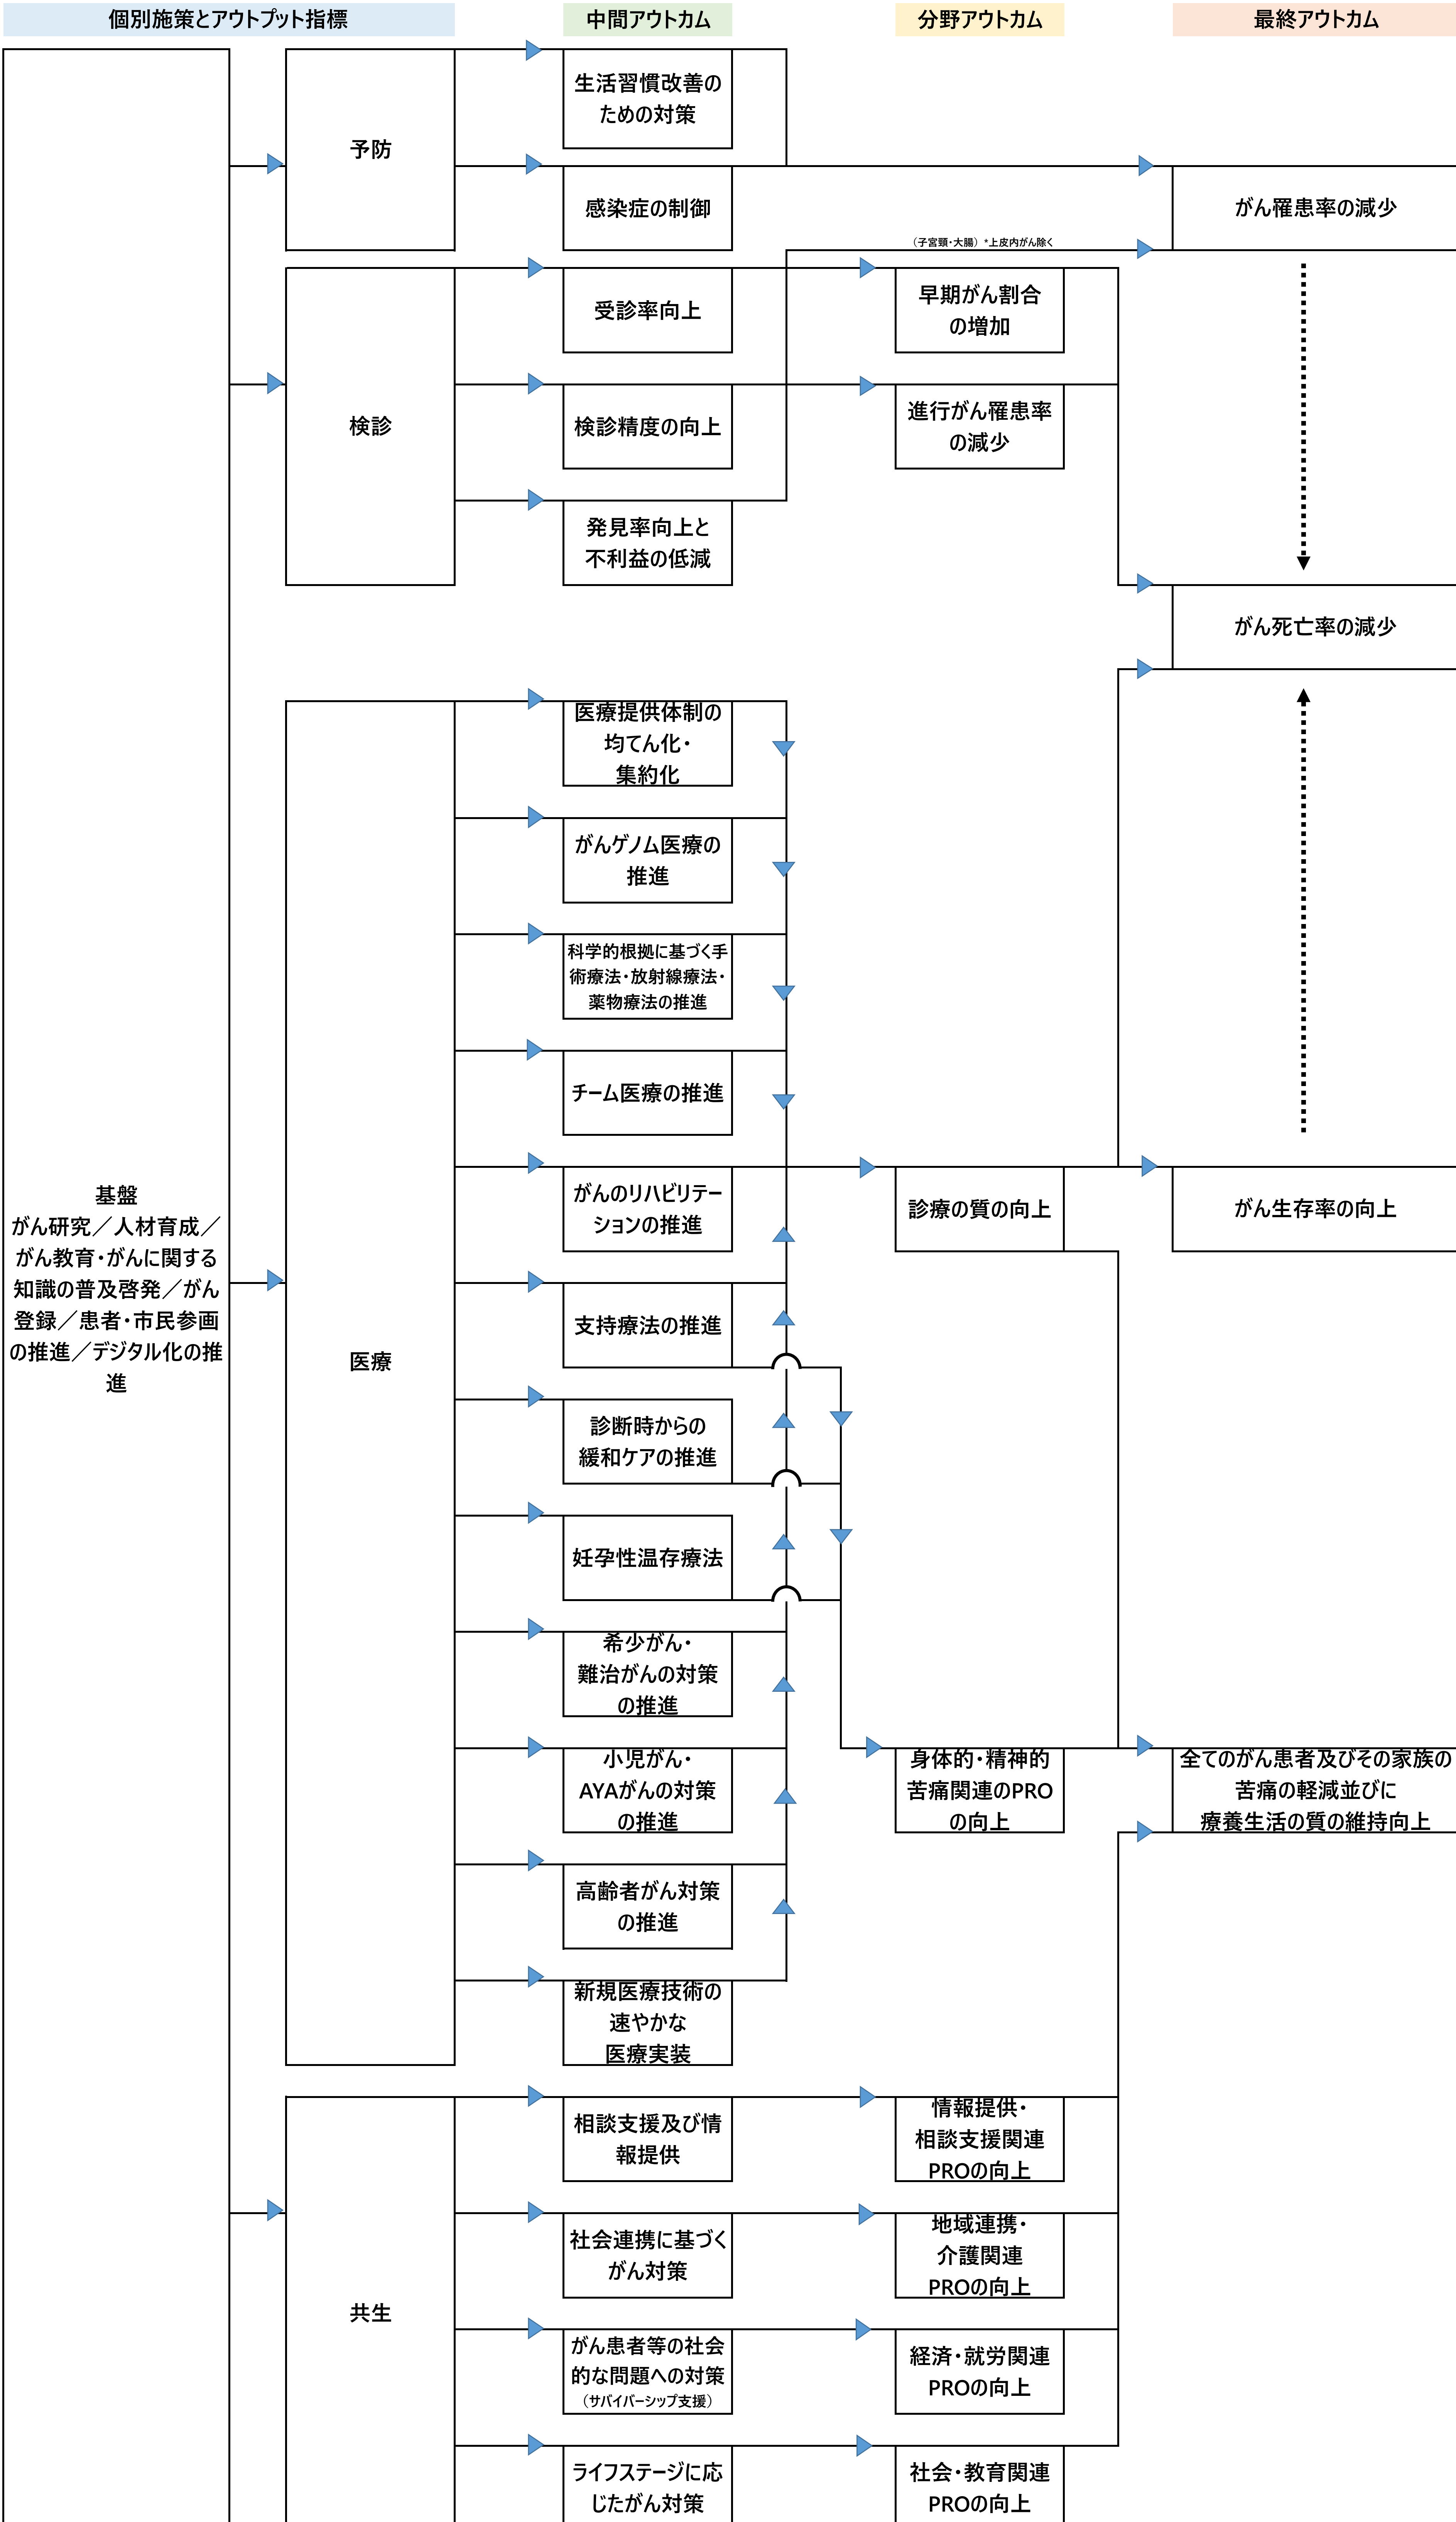 個別施策とアウトプット指標
中間アウトカム
分野アウトカム
最終アウトカム
基盤
がん研究／人材育成／
がん教育・がんに関する
知識の普及啓発／がん
登録／患者・市民参画
の推進／デジタル化の推
進
予防
生活習慣改善の
ための対策
感染症の制御
がん罹患率の減少
（子宮頸・大腸）*上皮内がん除く
検診
受診率向上
早期がん割合
の増加
検診精度の向上
進行がん罹患率
の減少
発見率向上と
不利益の低減
がん死亡率の減少
医療
医療提供体制の
均てん化・
集約化
がんゲノム医療の
推進
科学的根拠に基づく手
術療法・放射線療法・
薬物療法の推進
チーム医療の推進
がんのリハビリテー
ションの推進
診療の質の向上
がん生存率の向上
支持療法の推進
診断時からの
緩和ケアの推進
妊孕性温存療法
希少がん・
難治がんの対策
の推進
小児がん・
AYAがんの対策
の推進
身体的・精神的
苦痛関連のPRO
の向上
全てのがん患者及びその家族の
苦痛の軽減並びに
療養生活の質の維持向上
高齢者がん対策
の推進
新規医療技術の
速やかな
医療実装
共生
相談支援及び情
報提供
情報提供・
相談支援関連
PROの向上
社会連携に基づく
がん対策
地域連携・
介護関連
PROの向上
がん患者等の社会
的な問題への対策
（サバイバーシップ支援）
経済・就労関連
PROの向上
ライフステージに応
じたがん対策
社会・教育関連
PROの向上